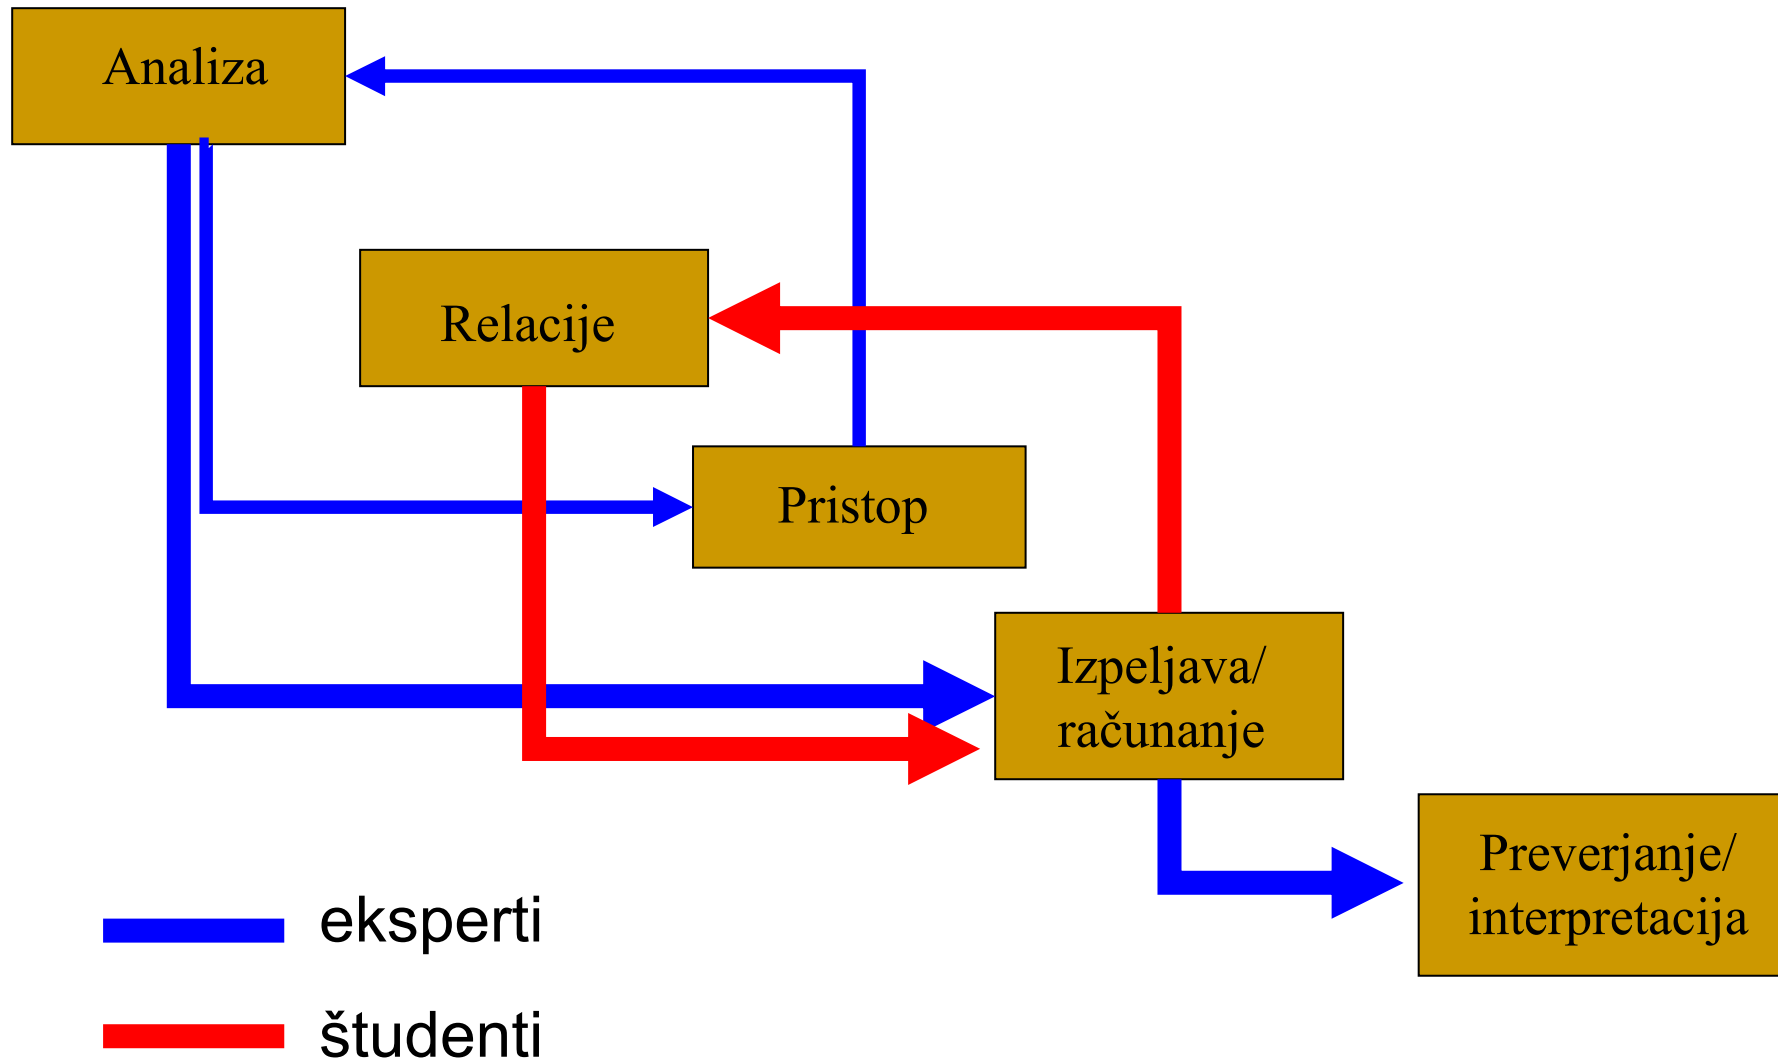 Analiza
Relacije
Pristop
Izpeljava/
računanje
Preverjanje/
interpretacija
eksperti
študenti